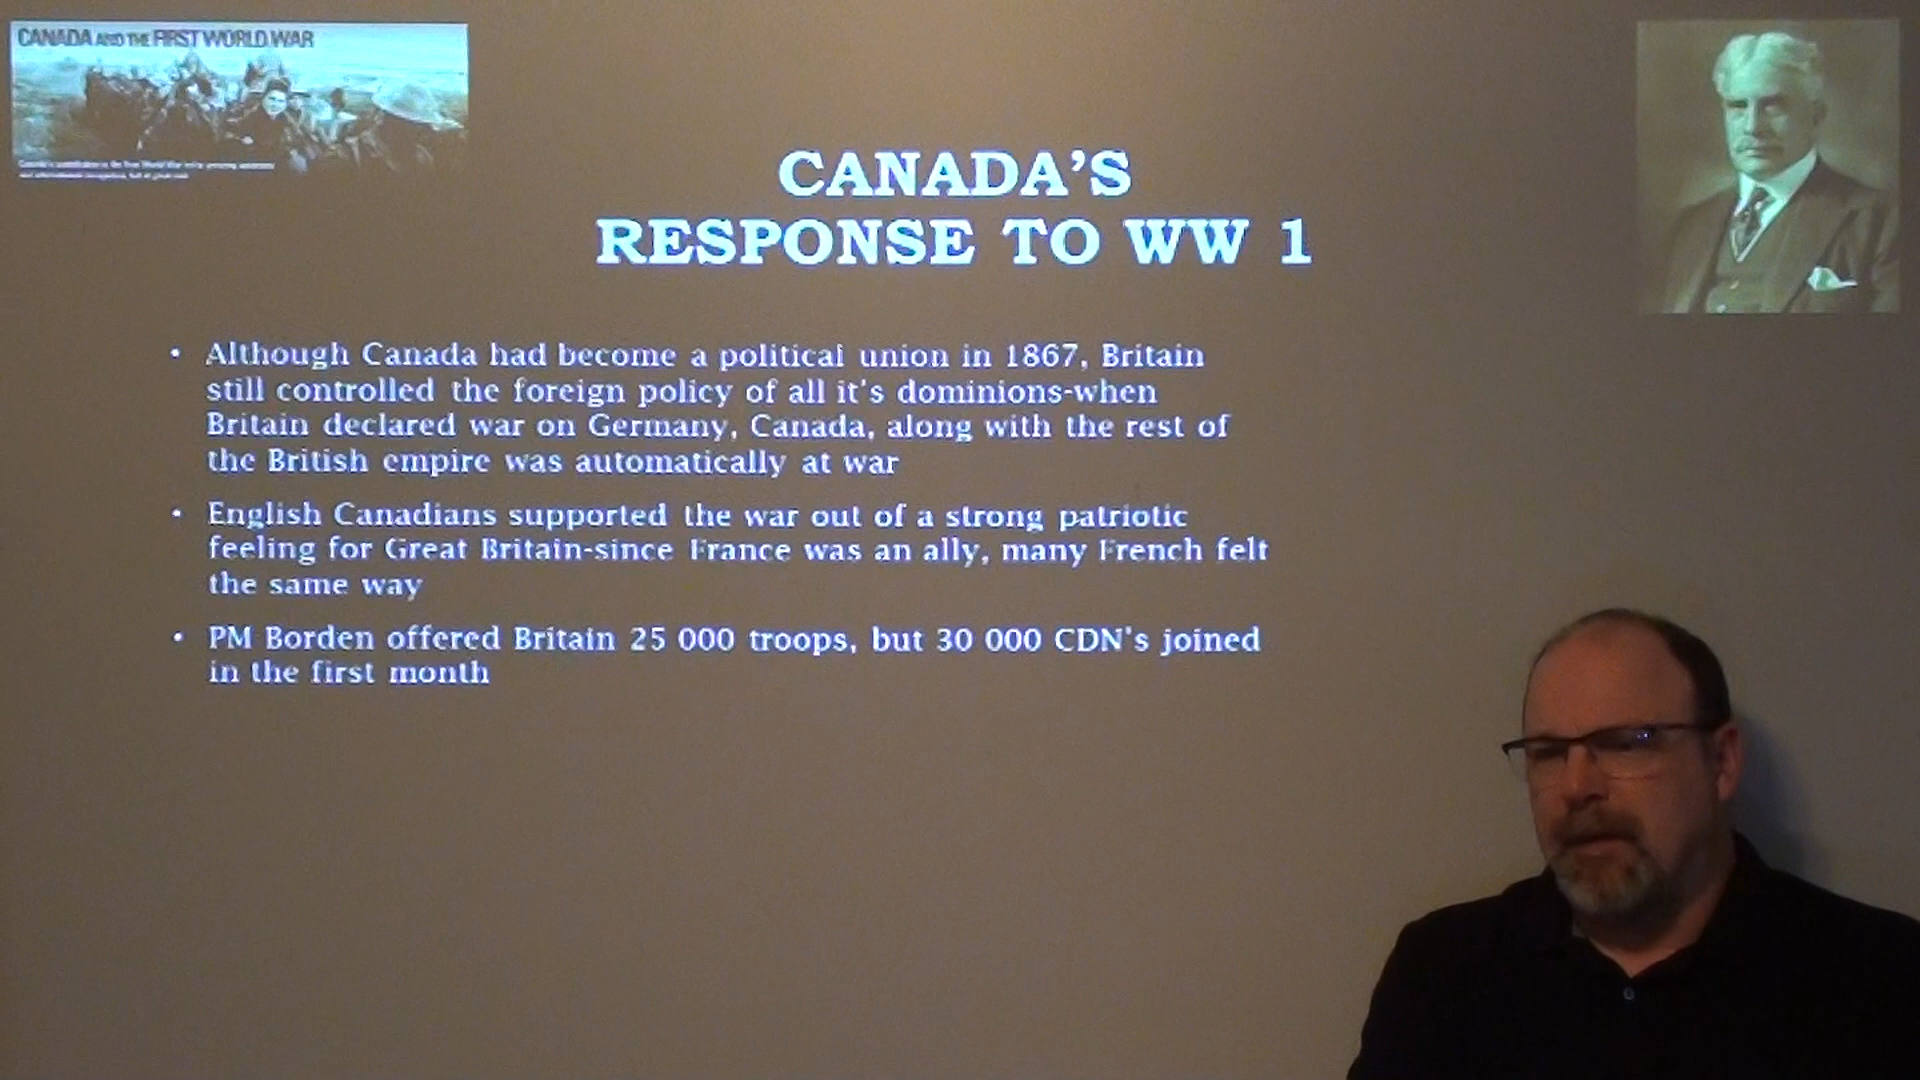 CANADA AND THE FIRST WORLD WAR
CANADA'S
RESPONSE TO WW 1
• Although Canada had become a political union in 1867, Britain
still controlled the foreign policy of all it's dominions-when
Britain declared war on Germany, Canada, along with the rest of
the British empire was automatically at war
• English Canadians supported the war out of a strong patriotic
feeling for Great Britain-since France was an ally, many French felt
the same way
• PM Borden offered Britain 25 000 troops, but 30 000 CDN's joined
in the first month